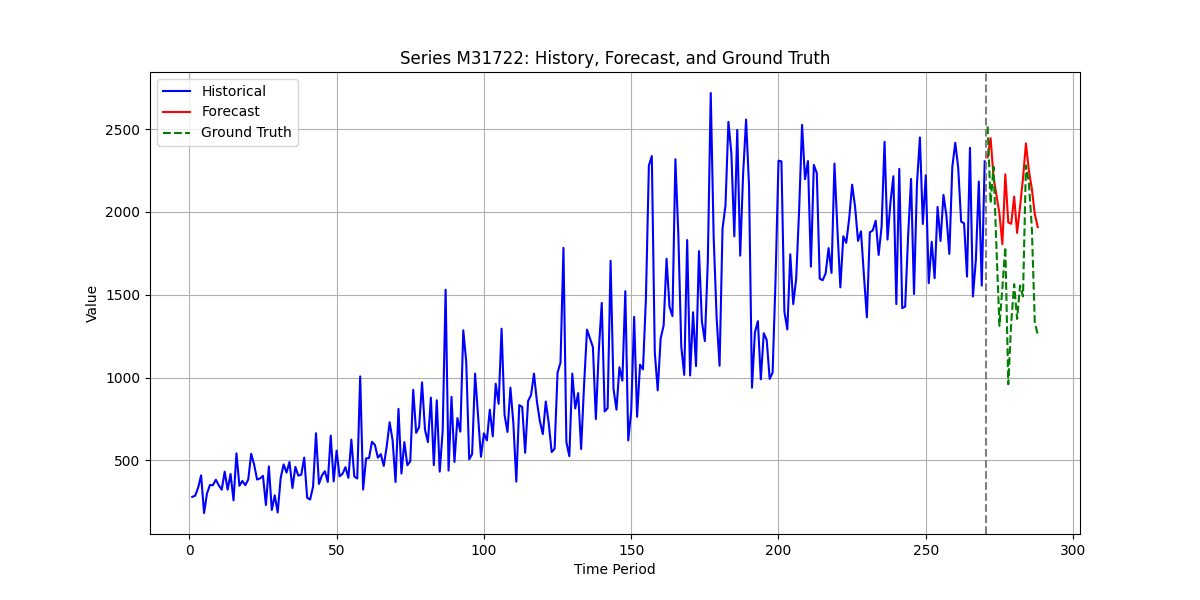 Series M31722: History, Forecast, and Ground Truth
Historical
Forecast
Ground Truth
2500
2000
1500
1000
500
Value
0 50 100 150 200 250 300
Time Period